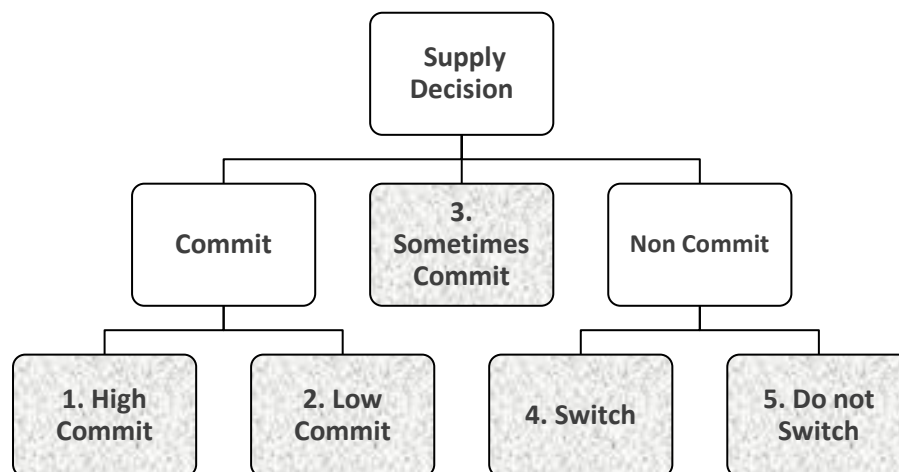 Supply
Decision
Commit
3.
Sometimes
Commit
Non Commit
1. High
Commit
2. Low
Commit
4. Switch
5. Do not
Switch